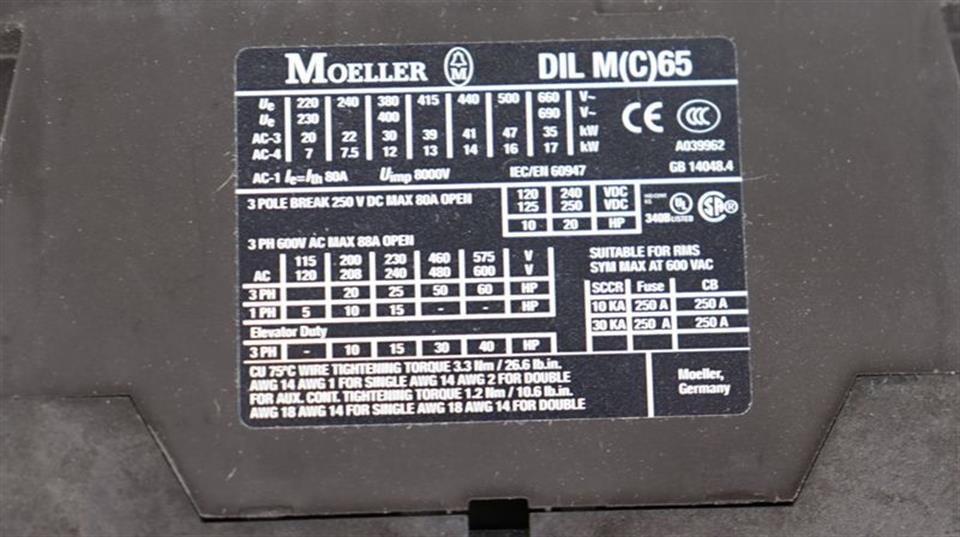 MOELLER M DIL M(C)65
Ue 220 240 380 415 440 500 660 V~
Ue 230 400 690 V~
AC-3 20 22 30 39 41 47 35 kW
AC-4 7 7.5 12 13 14 16 17 kW
CE CCC
A039962
AC-1 Ie=Ith 80A Uimp 8000V IEC/EN 60947 GB 14048.4
3 POLE BREAK 250 V DC MAX 80A OPEN
120 240 VDC
125 250 VDC
10 20 HP
UL LISTED 340B SA®
3 PH 600V AC MAX 88A OPEN
115 200 230 460 575 V
AC 120 208 240 480 600 V
3 PH 20 25 50 60 HP
1 PH 5 10 15 - - HP
Elevator Duty
3 PH - 10 15 30 40 HP
SUITABLE FOR RMS
SYM MAX AT 600 VAC
SCCR Fuse CB
10 KA 250 A 250 A
30 KA 250 A 250 A
CU 75°C WIRE TIGHTENING TORQUE 3.3 Nm / 26.6 lb.in.
AWG 14 AWG 1 FOR SINGLE AWG 14 AWG 2 FOR DOUBLE
FOR AUX. CONT. TIGHTENING TORQUE 1.2 Nm / 10.6 lb.in.
AWG 18 AWG 14 FOR SINGLE AWG 18 AWG 14 FOR DOUBLE
Moeller,
Germany